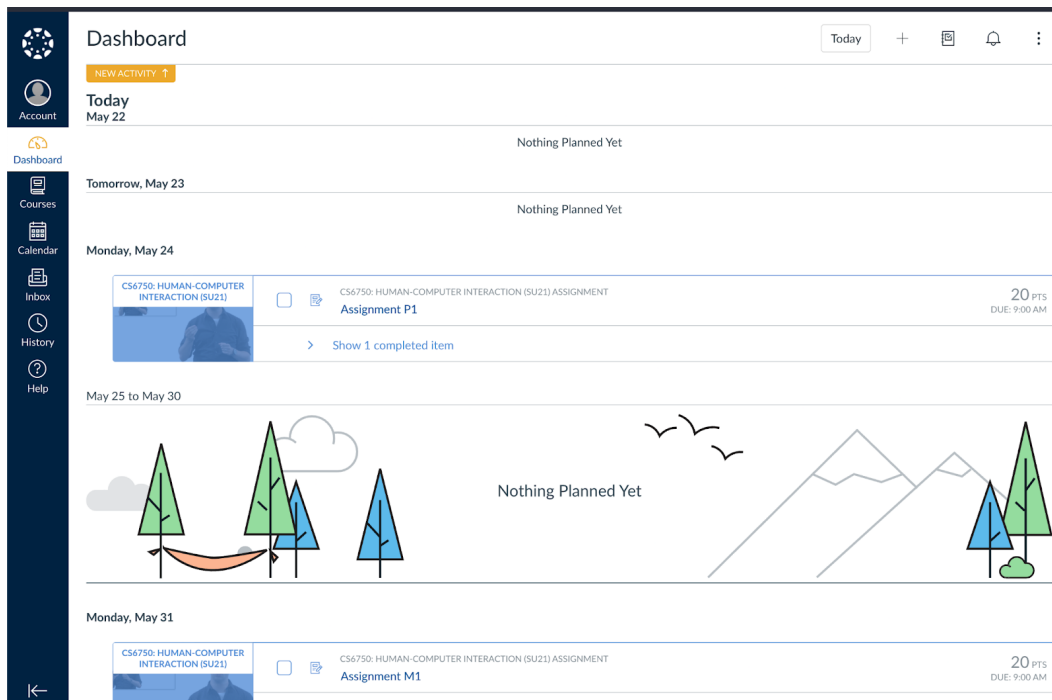 Dashboard
Today
NEW ACTIVITY ↑
Today
May 22
Nothing Planned Yet
Tomorrow, May 23
Nothing Planned Yet
Monday, May 24
CS6750: HUMAN-COMPUTER
INTERACTION (SU21)
CS6750: HUMAN-COMPUTER INTERACTION (SU21) ASSIGNMENT
Assignment P1
20 PTS
DUE: 9:00 AM
Show 1 completed item
May 25 to May 30
Nothing Planned Yet
Monday, May 31
CS6750: HUMAN-COMPUTER
INTERACTION (SU21)
CS6750: HUMAN-COMPUTER INTERACTION (SU21) ASSIGNMENT
Assignment M1
20 PTS
DUE: 9:00 AM
Account
Dashboard
Courses
Calendar
Inbox
History
Help